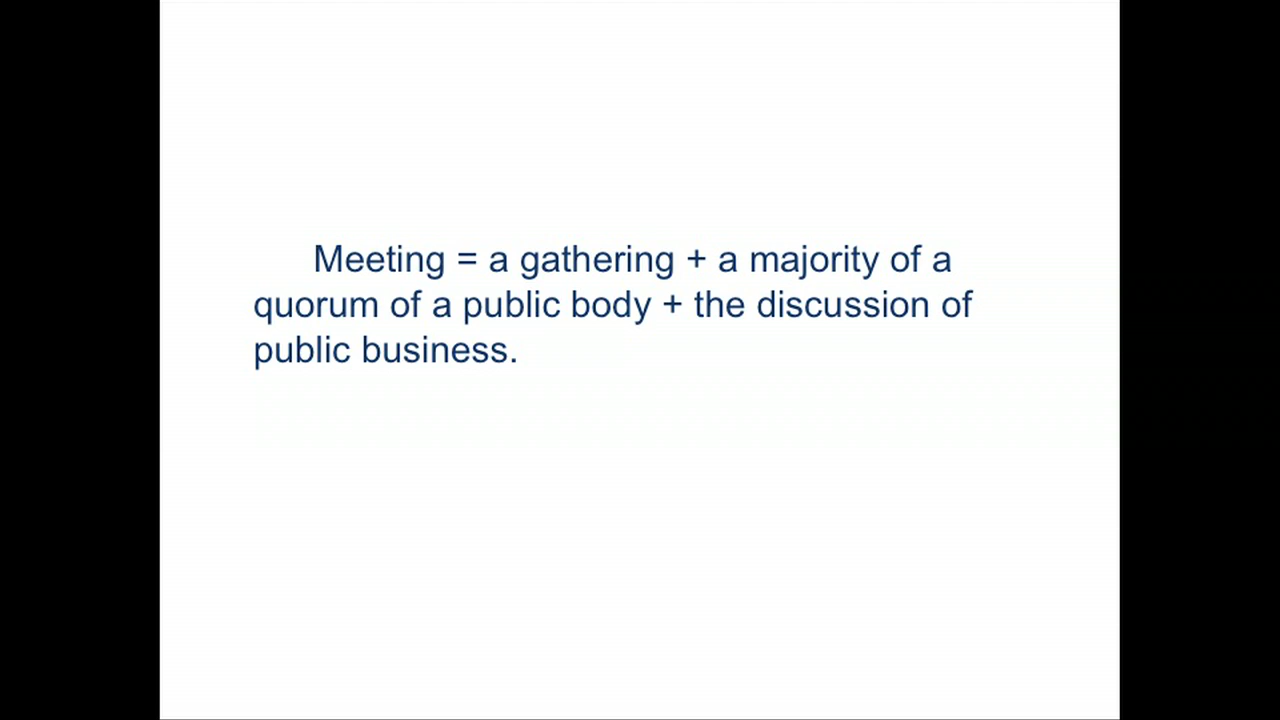 Meeting = a gathering + a majority of a
quorum of a public body + the discussion of
public business.